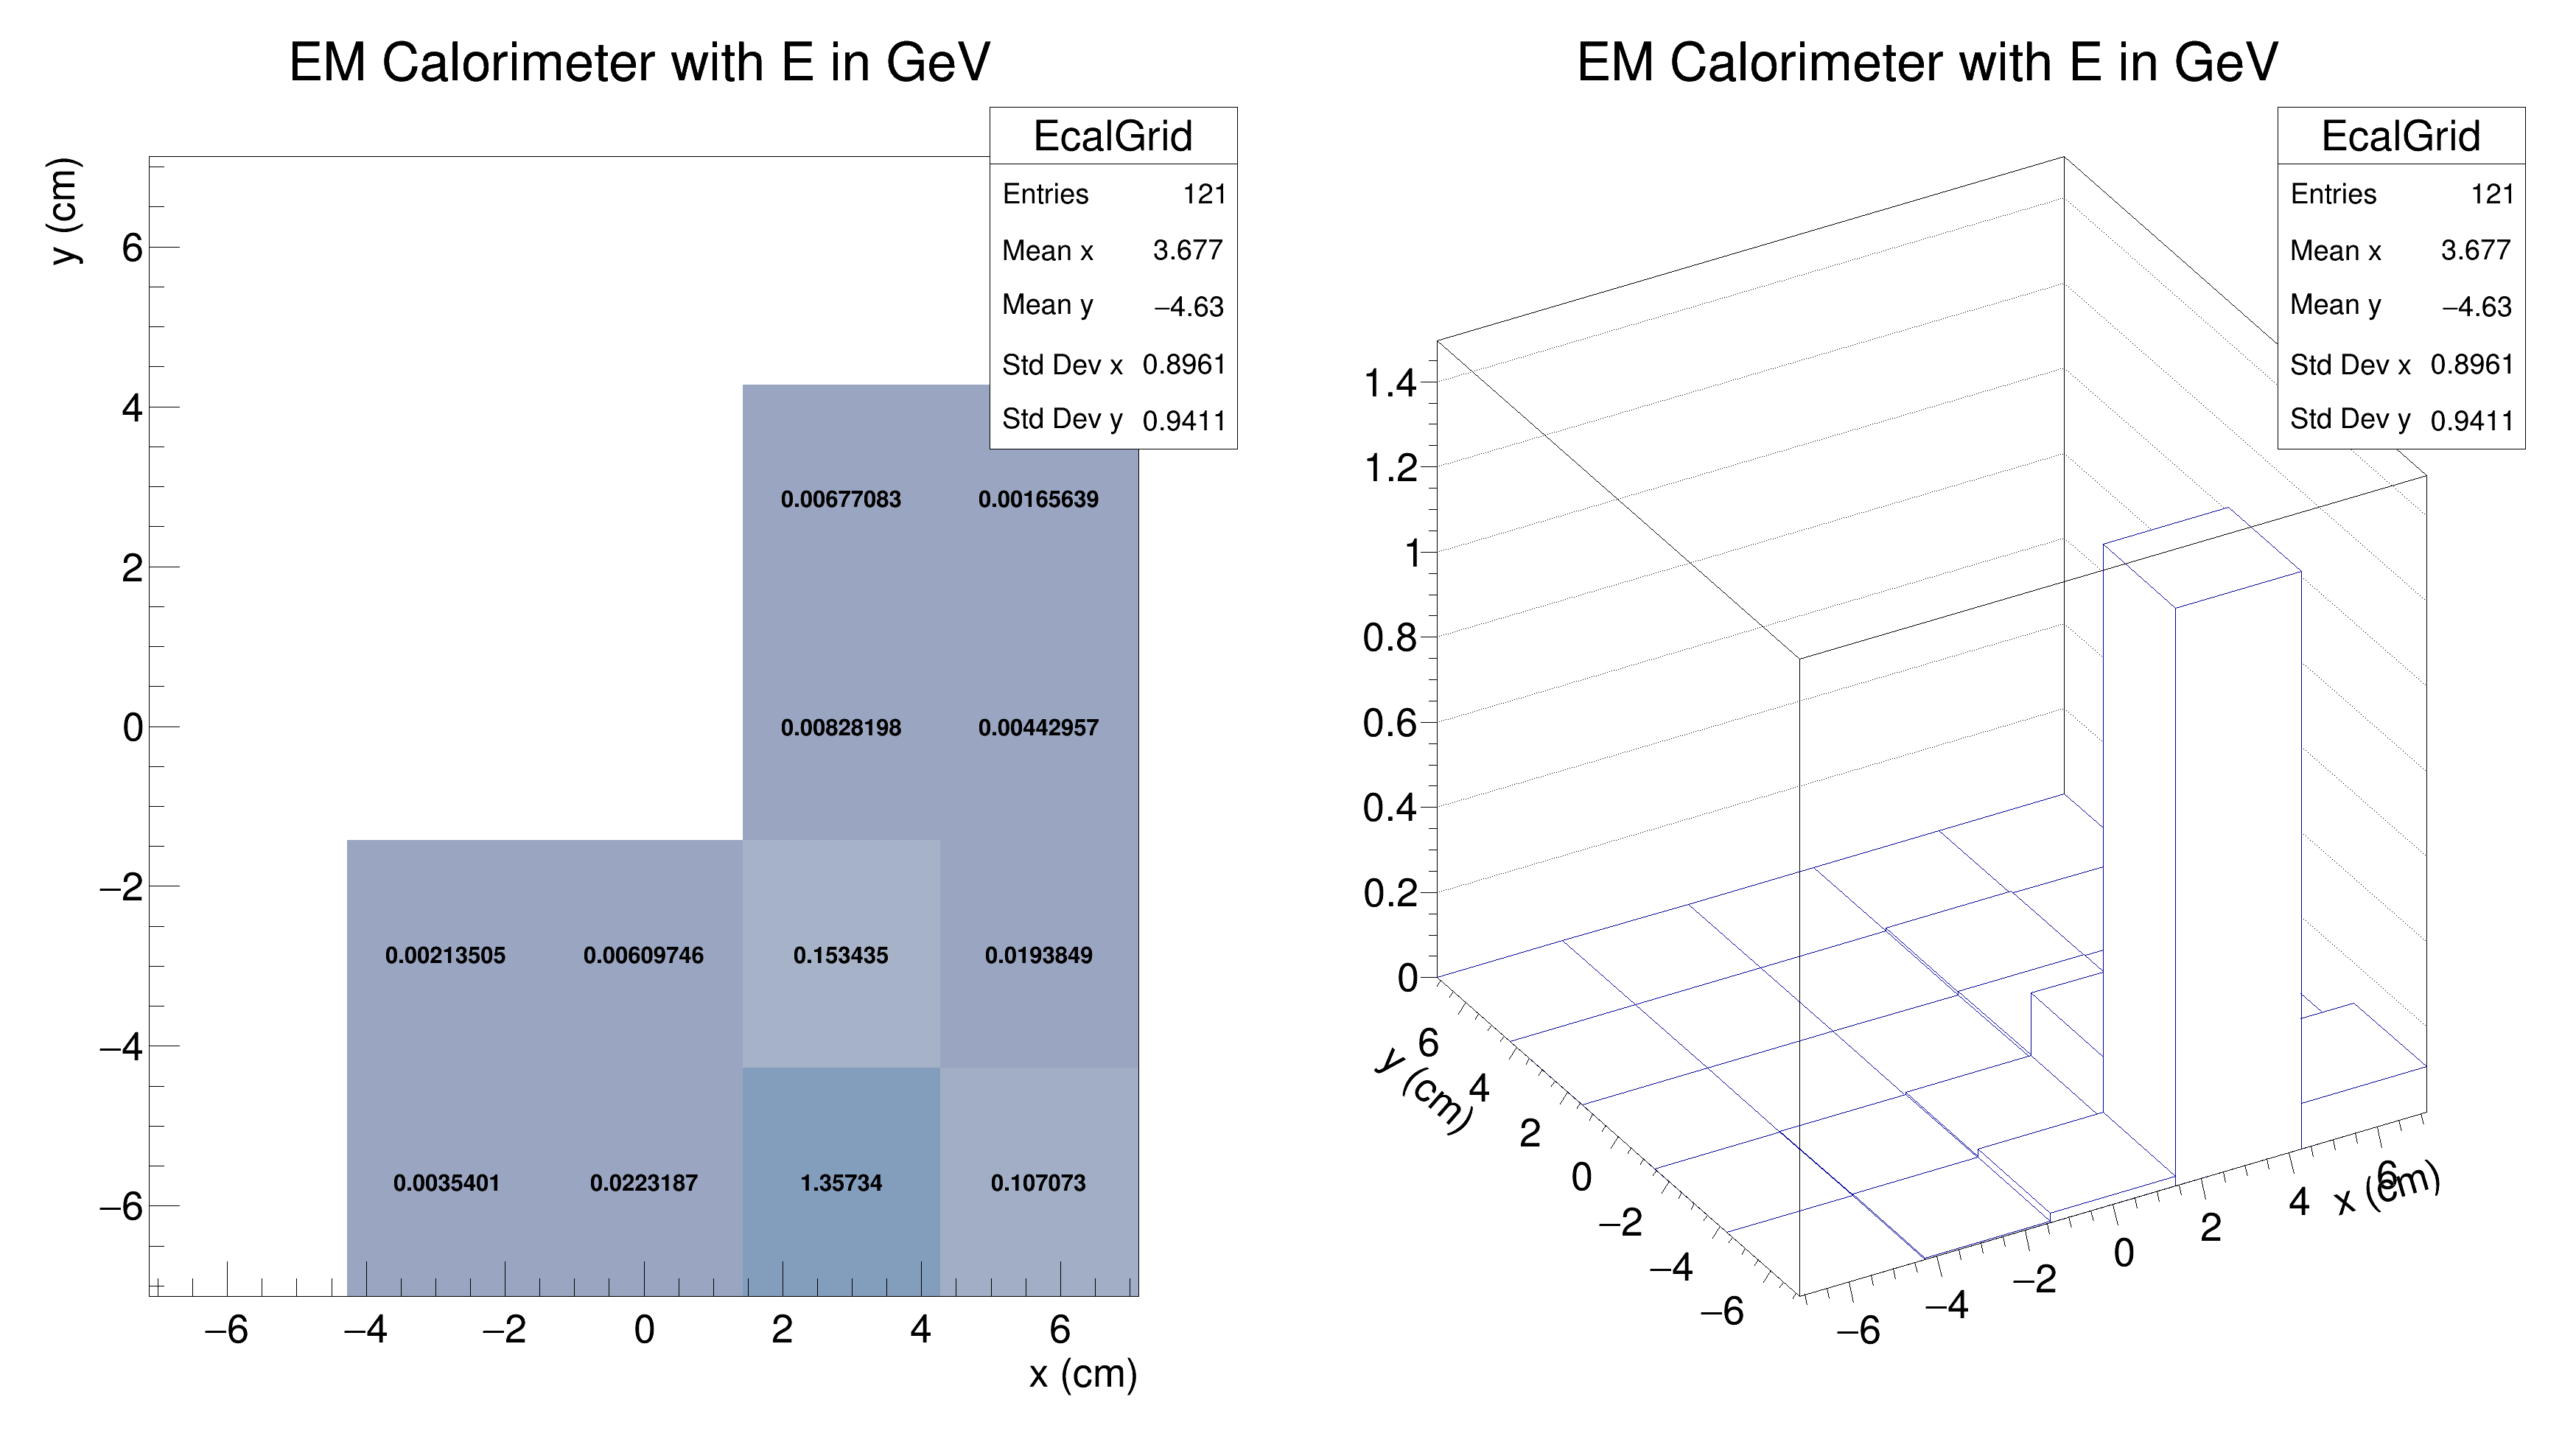 EM Calorimeter with E in GeV
EcalGrid
Entries 121
Mean x 3.677
Mean y −4.63
Std Dev x 0.8961
Std Dev y 0.9411
y (cm)
6
4
2
0
−2
−4
−6
0.00677083 0.00165639
0.00828198 0.00442957
0.00213505 0.00609746 0.153435 0.0193849
0.0035401 0.0223187 1.35734 0.107073
−6 −4 −2 0 2 4 6
x (cm)
EM Calorimeter with E in GeV
EcalGrid
Entries 121
Mean x 3.677
Mean y −4.63
Std Dev x 0.8961
Std Dev y 0.9411
1.4
1.2
1
0.8
0.6
0.4
0.2
0
y (cm)
6
4
2
0
−2
−4
−6
−6 −4 −2 0 2 4 6
x (cm)